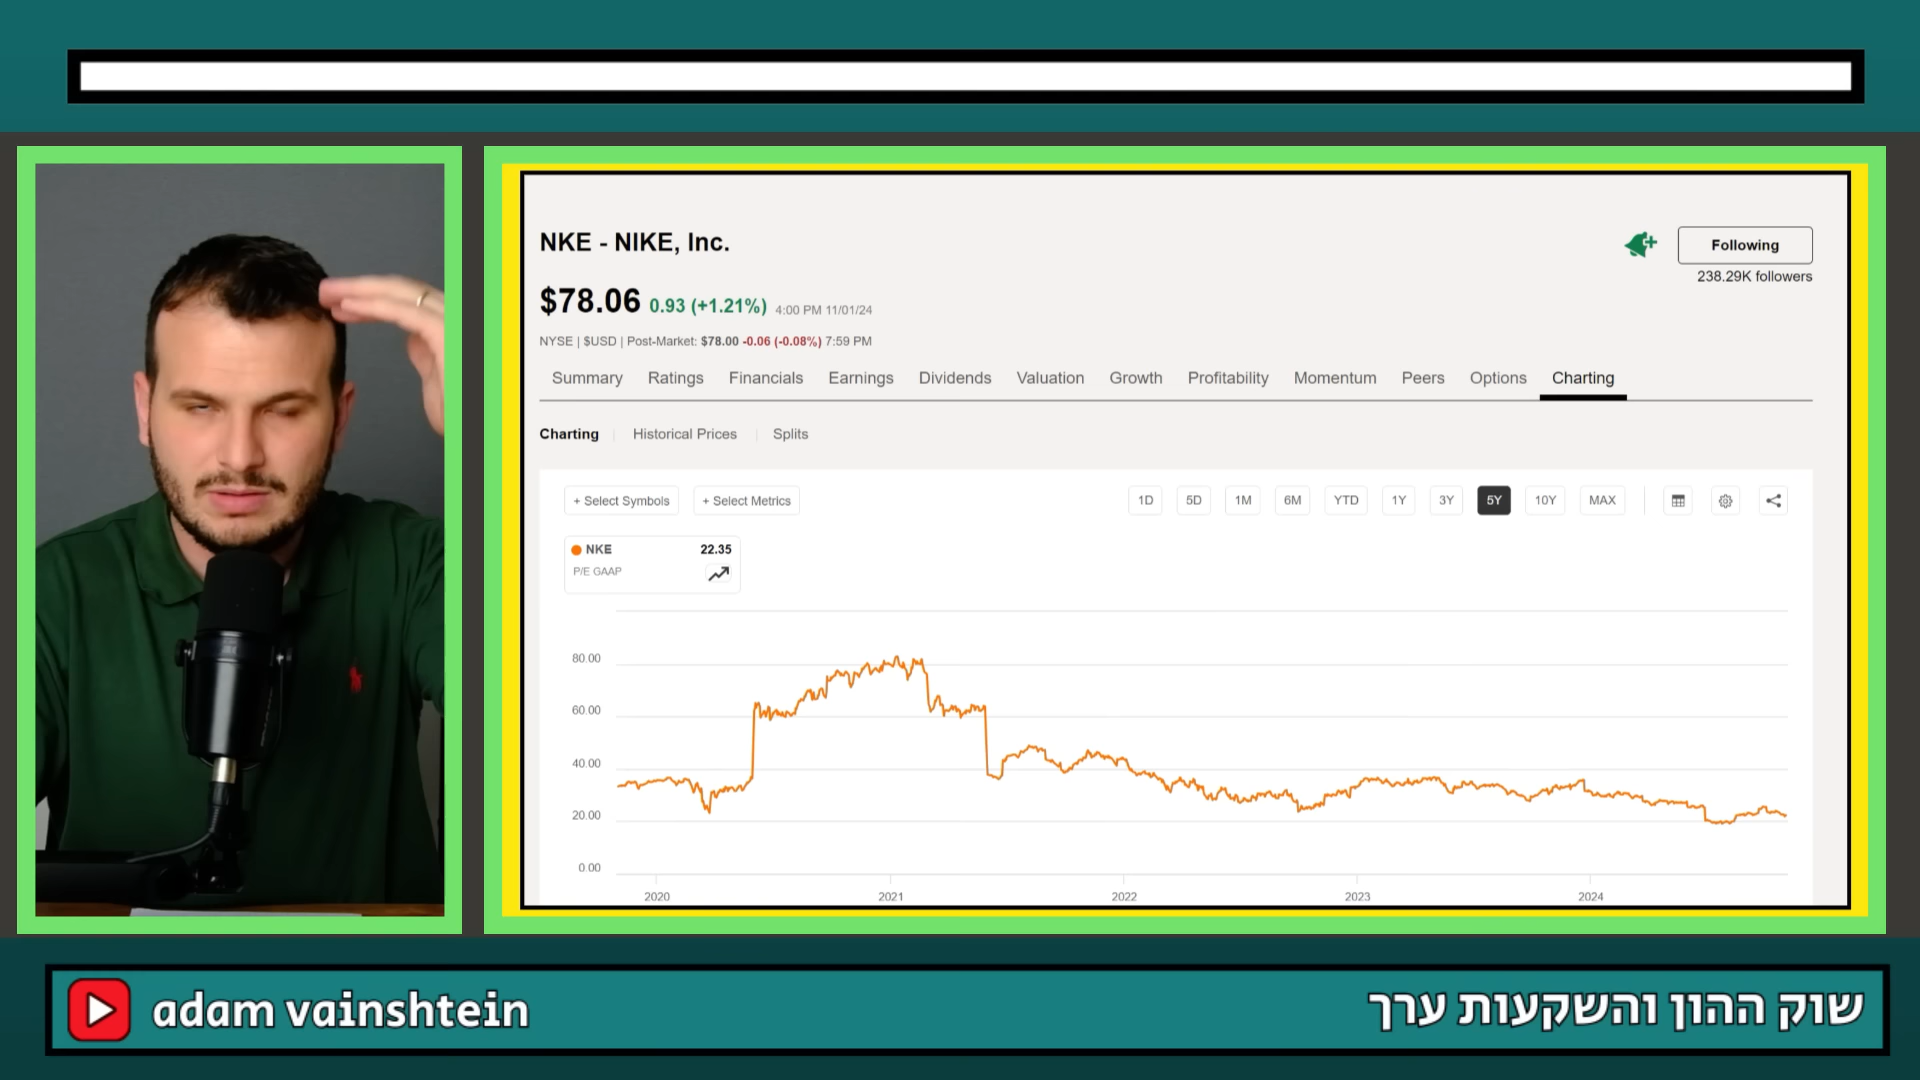 NKE - NIKE, Inc.
Following
238.29K followers
$78.06 0.93 (+1.21%) 4:00 PM 11/01/24
NYSE | $USD | Post-Market: $78.00 -0.06 (-0.08%) 7:59 PM
Summary Ratings Financials Earnings Dividends Valuation Growth Profitability Momentum Peers Options Charting
Charting Historical Prices Splits
+ Select Symbols + Select Metrics 1D 5D 1M 6M YTD 1Y 3Y 5Y 10Y MAX
NKE 22.35
P/E GAAP
80.00
60.00
40.00
20.00
0.00
2020 2021 2022 2023 2024
adam vainshtein
שוק ההון והשקעות ערך